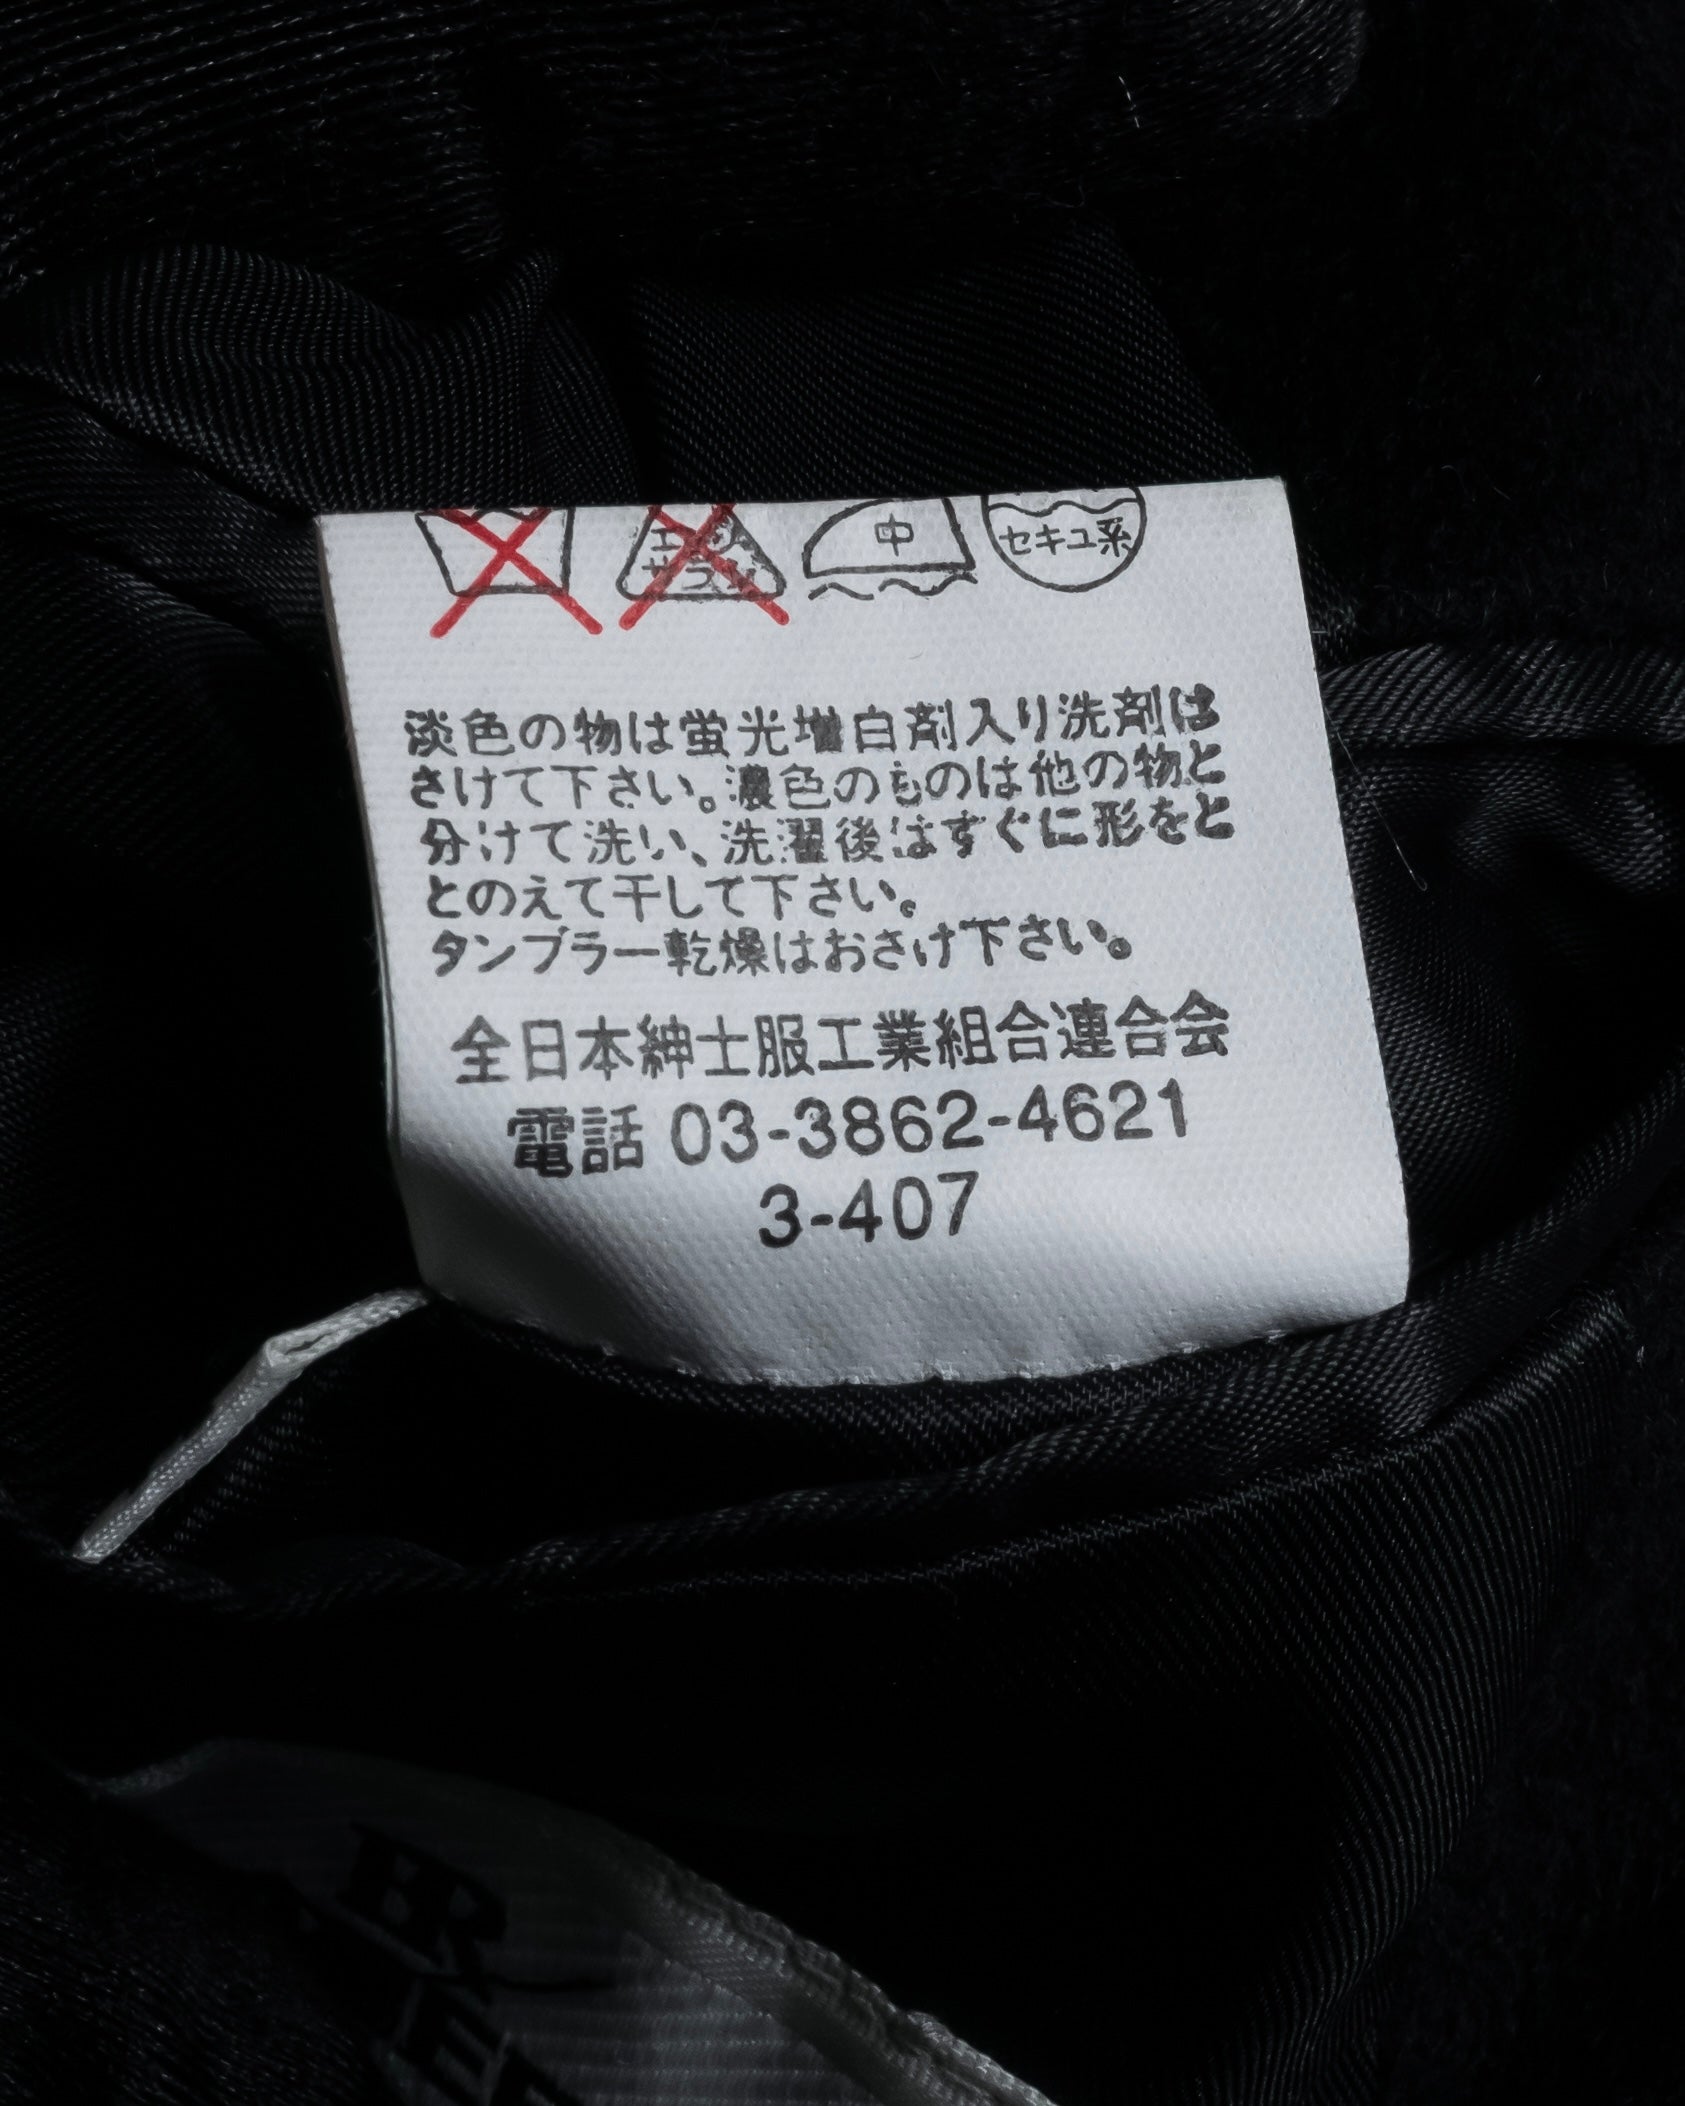 中
セキユ系
淡色の物は蛍光増白剤入り洗剤は
さけて下さい。濃色のものは他の物と
分けて洗い、洗濯後はすぐに形をと
とのえて干して下さい。
タンブラー乾燥はおさけ下さい。
全日本紳士服工業組合連合会
電話 03-3862-4621
3-407